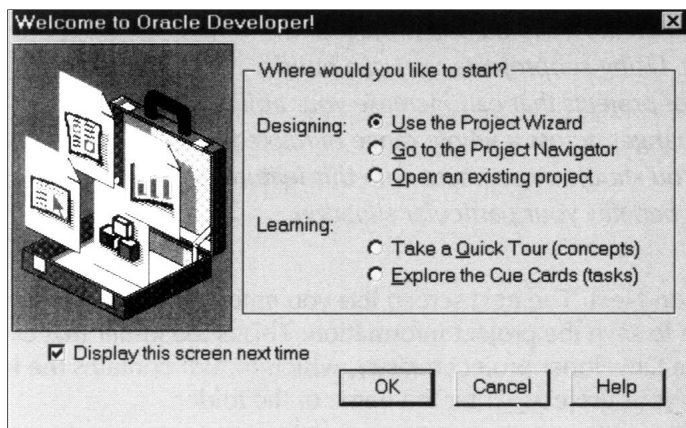 Welcome to Oracle Developer!
Where would you like to start?
Designing:
Use the Project Wizard
Go to the Project Navigator
Open an existing project
Learning:
Take a Quick Tour (concepts)
Explore the Cue Cards (tasks)
Display this screen next time
OK
Cancel
Help